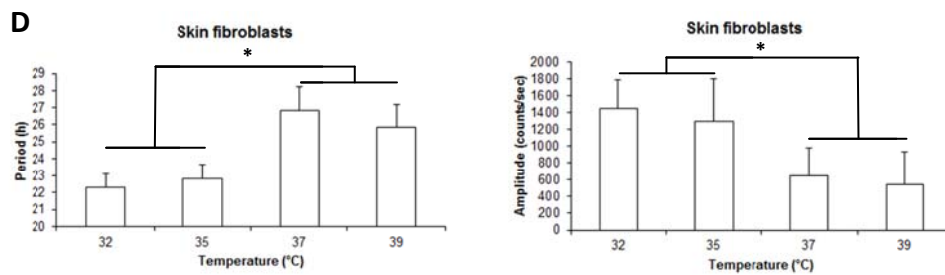 D
Skin fibroblasts
*
29
28
27
26
25
24
23
22
21
20
Period (h)
32 35 37 39
Temperature (°C)
Skin fibroblasts
*
2000
1800
1600
1400
1200
1000
800
600
400
200
0
Amplitude (counts/sec)
32 35 37 39
Temperature (°C)